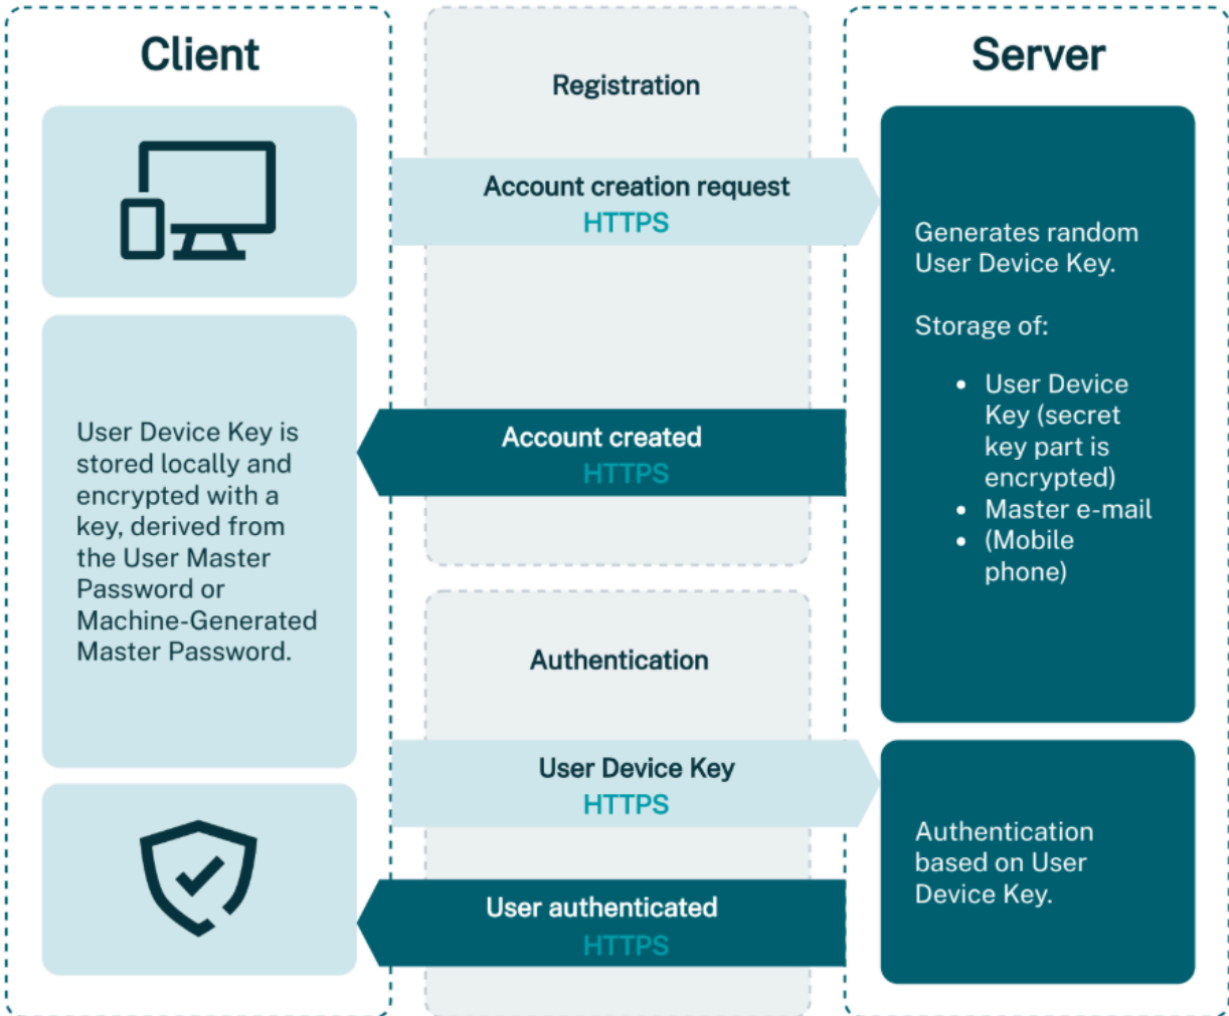 Client
Registration
Server
Account creation request
HTTPS
Generates random
User Device Key.
Storage of:
• User Device
Key (secret
key part is
encrypted)
• Master e-mail
• (Mobile
phone)
Account created
HTTPS
User Device Key is
stored locally and
encrypted with a
key, derived from
the User Master
Password or
Machine-Generated
Master Password.
Authentication
User Device Key
HTTPS
Authentication
based on User
Device Key.
User authenticated
HTTPS